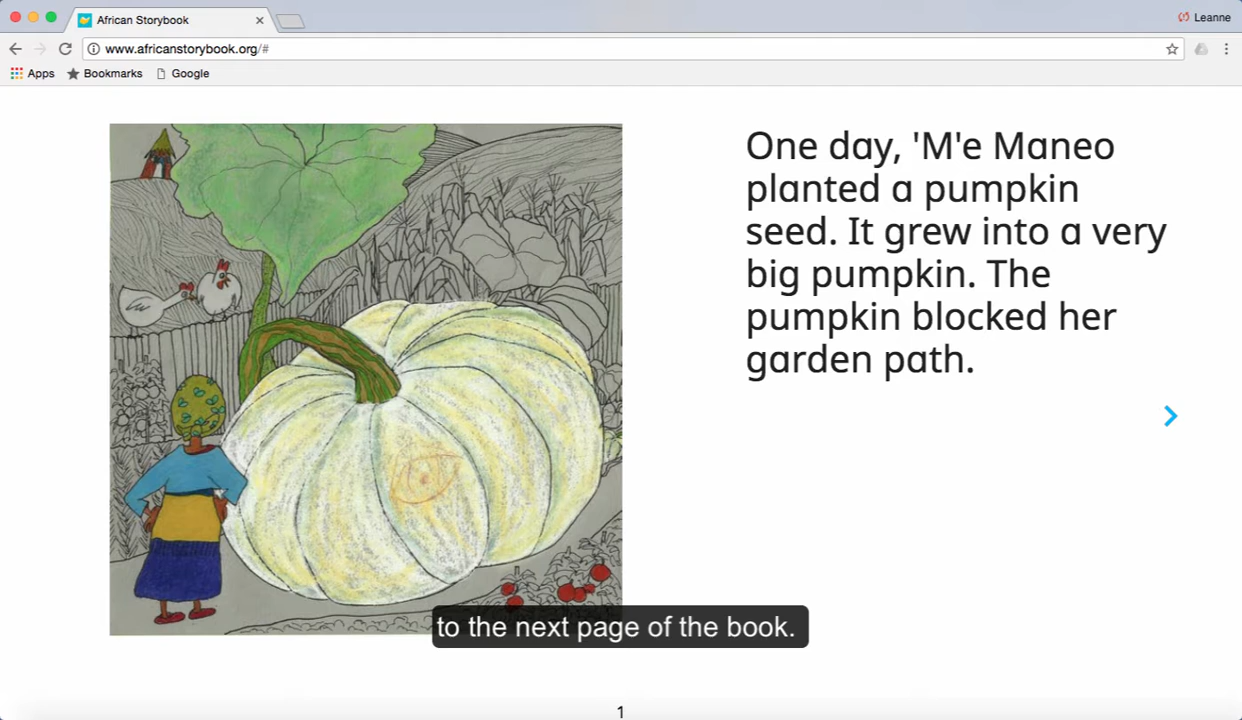 African Storybook
Leanne
www.africanstorybook.org/#
Apps Bookmarks Google
One day, 'M'e Maneo
planted a pumpkin
seed. It grew into a very
big pumpkin. The
pumpkin blocked her
garden path.
to the next page of the book.
1